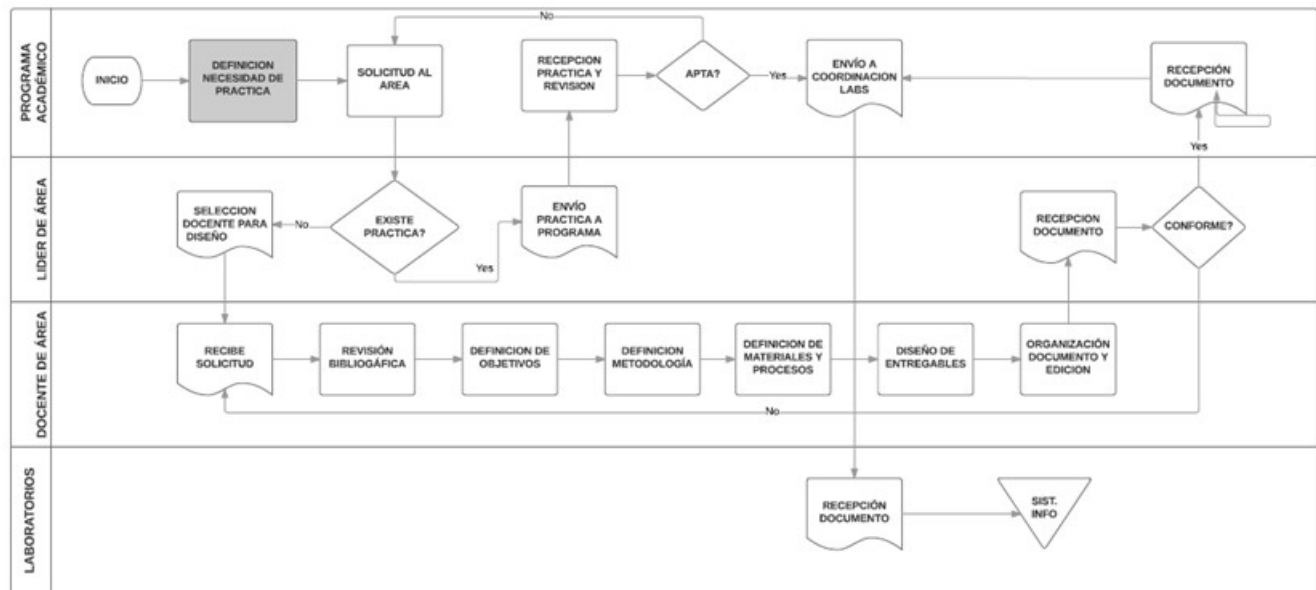 No
PROGRAMA
ACADÉMICO
INICIO
DEFINICION
NECESIDAD DE
PRACTICA
SOLICITUD AL
AREA
RECEPCION
PRACTICA Y
REVISION
APTA?
Yes
ENVÍO A
COORDINACION
LABS
RECEPCIÓN
DOCUMENTO
Yes
LIDER DE ÁREA
SELECCION
DOCENTE PARA
DISEÑO
No
EXISTE
PRACTICA?
Yes
ENVÍO
PRACTICA A
PROGRAMA
RECEPCION
DOCUMENTO
CONFORME?
DOCENTE DE ÁREA
RECIBE
SOLICITUD
REVISIÓN
BIBLIOGÁFICA
DEFINICION DE
OBJETIVOS
DEFINICION
METODOLOGÍA
DEFINICION DE
MATERIALES Y
PROCESOS
DISEÑO DE
ENTREGABLES
ORGANIZACIÓN
DOCUMENTO Y
EDICION
No
LABORATORIOS
RECEPCIÓN
DOCUMENTO
SIST.
INFO